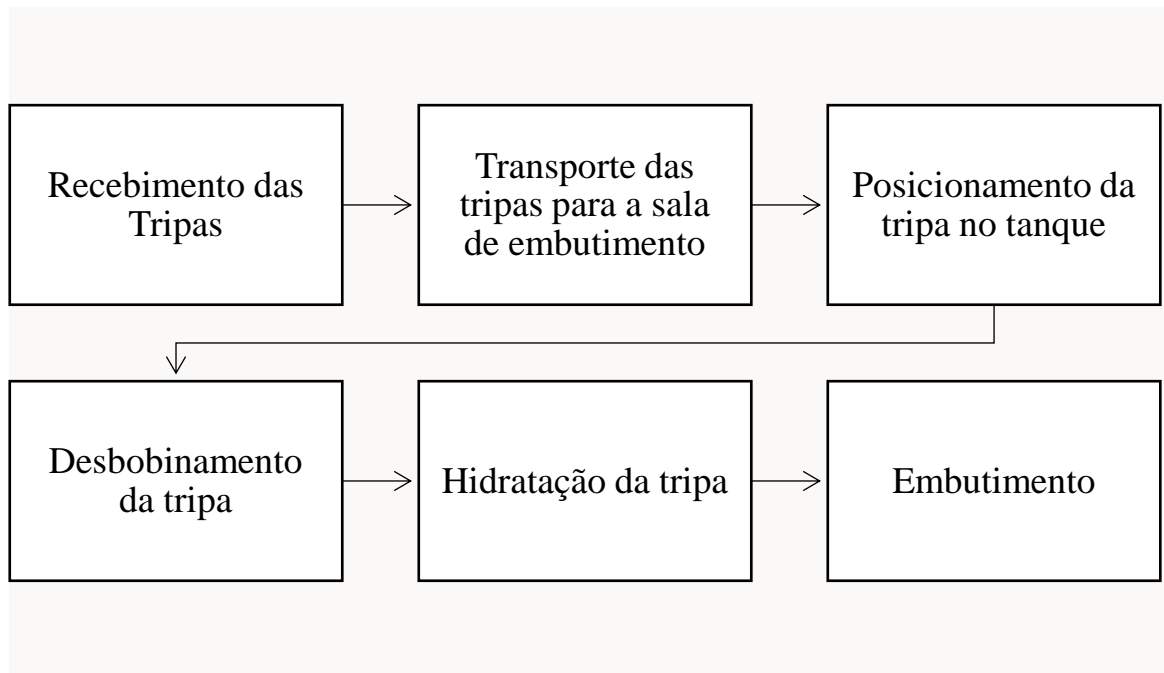 Recebimento das
Tripas
Transporte das
tripas para a sala
de embutimento
Posicionamento da
tripa no tanque
Desbobinamento
da tripa
Hidratação da tripa
Embutimento